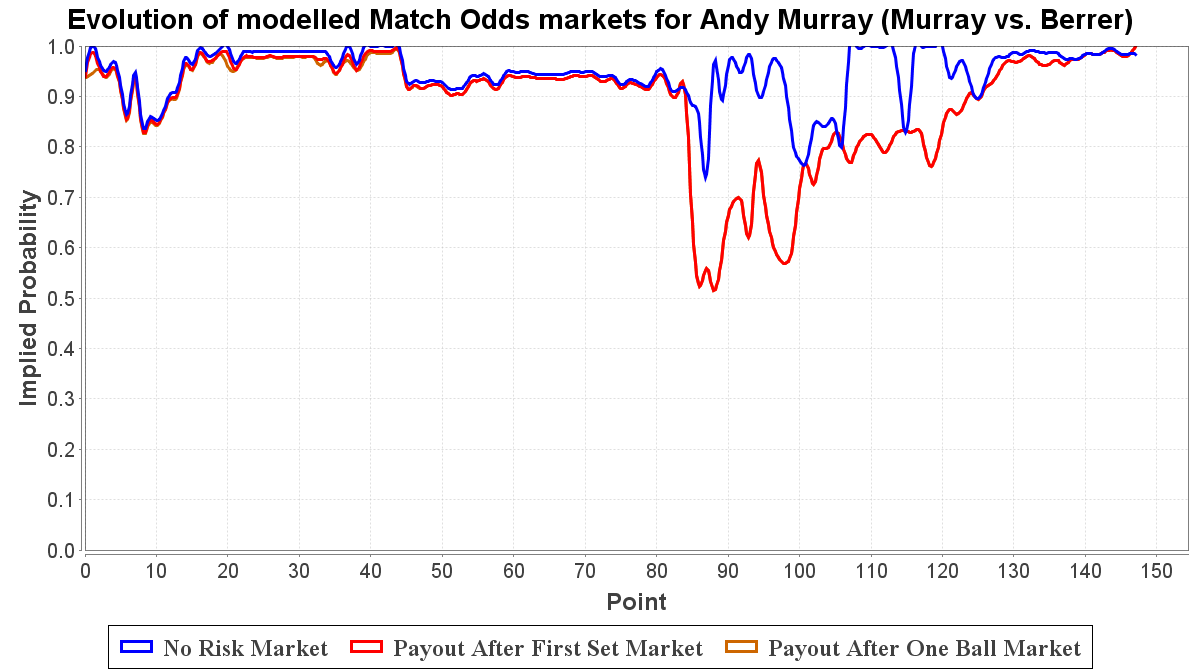 Evolution of modelled Match Odds markets for Andy Murray (Murray vs. Berrer)
1.0
0.9
0.8
0.7
0.6
0.5
0.4
0.3
0.2
0.1
0.0
Implied Probability
0 10 20 30 40 50 60 70 80 90 100 110 120 130 140 150
Point
No Risk Market Payout After First Set Market Payout After One Ball Market